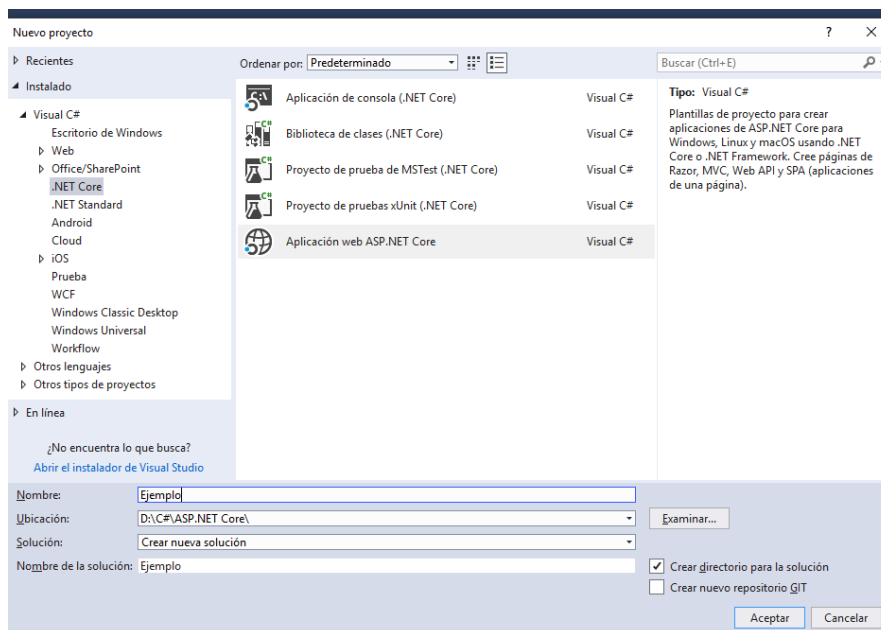 Nuevo proyecto
? ×
Recientes
Instalado
Visual C#
Escritorio de Windows
Web
Office/SharePoint
.NET Core
.NET Standard
Android
Cloud
iOS
Prueba
WCF
Windows Classic Desktop
Windows Universal
Workflow
Otros lenguajes
Otros tipos de proyectos
En línea
¿No encuentra lo que busca?
Abrir el instalador de Visual Studio
Ordenar por: Predeterminado
Aplicación de consola (.NET Core) Visual C#
Biblioteca de clases (.NET Core) Visual C#
Proyecto de prueba de MSTest (.NET Core) Visual C#
Proyecto de pruebas xUnit (.NET Core) Visual C#
Aplicación web ASP.NET Core Visual C#
Buscar (Ctrl+E)
Tipo: Visual C#
Plantillas de proyecto para crear
aplicaciones de ASP.NET Core para
Windows, Linux y macOS usando .NET
Core o .NET Framework. Cree páginas de
Razor, MVC, Web API y SPA (aplicaciones
de una página).
Nombre: Ejemplo
Ubicación: D:\C#\ASP.NET Core\ Examinar...
Solución: Crear nueva solución
Nombre de la solución: Ejemplo
Crear directorio para la solución
Crear nuevo repositorio GIT
Aceptar Cancelar